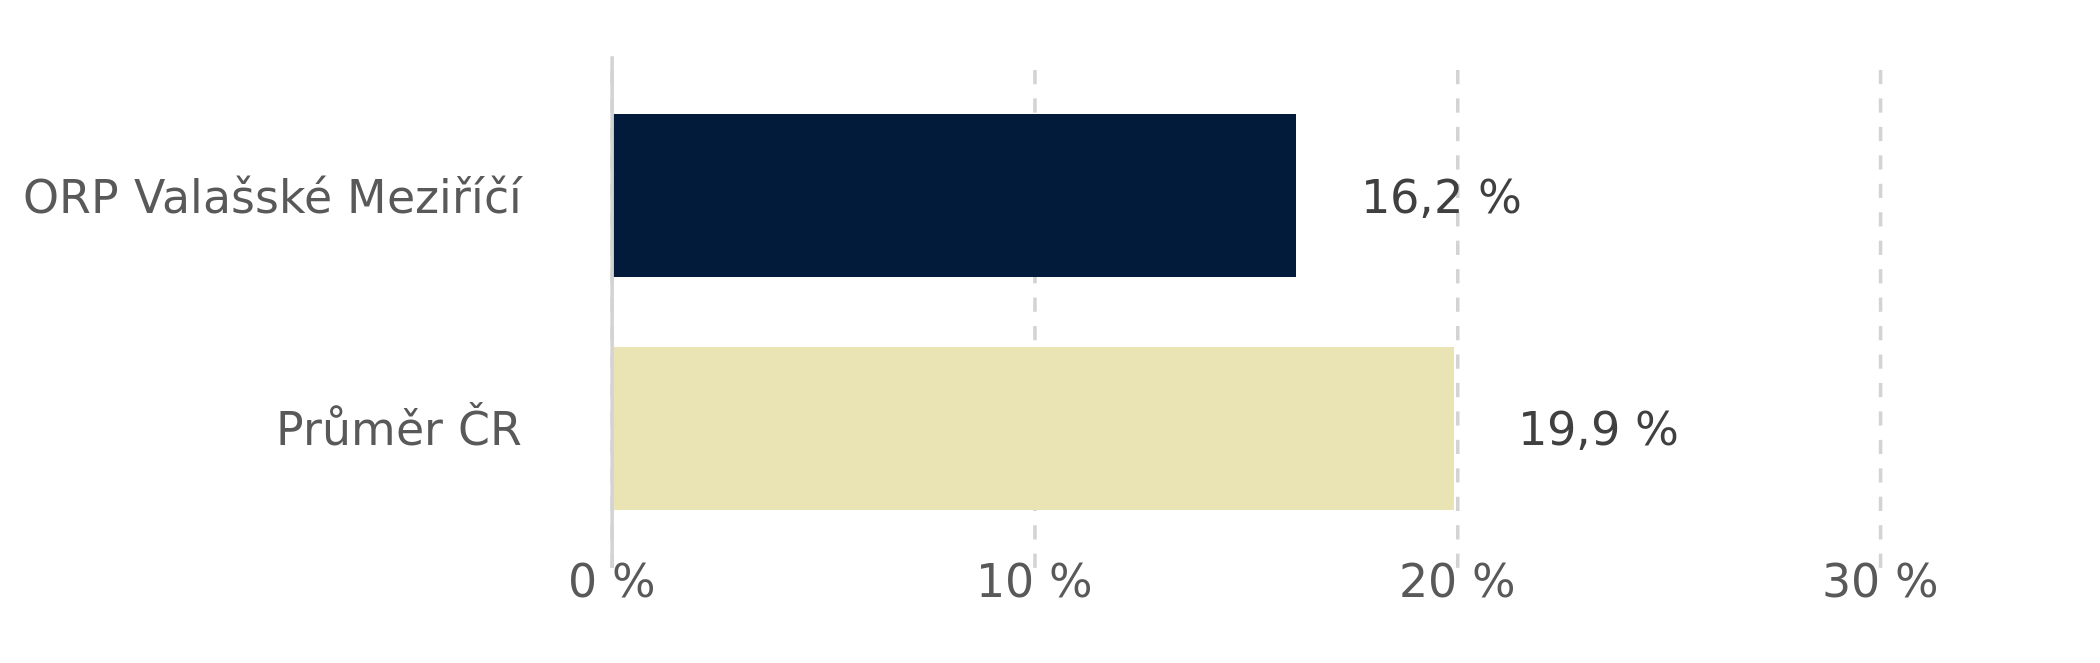 ORP Valašské Meziříčí 16,2 %
Průměr ČR 19,9 %
0 % 10 % 20 % 30 %